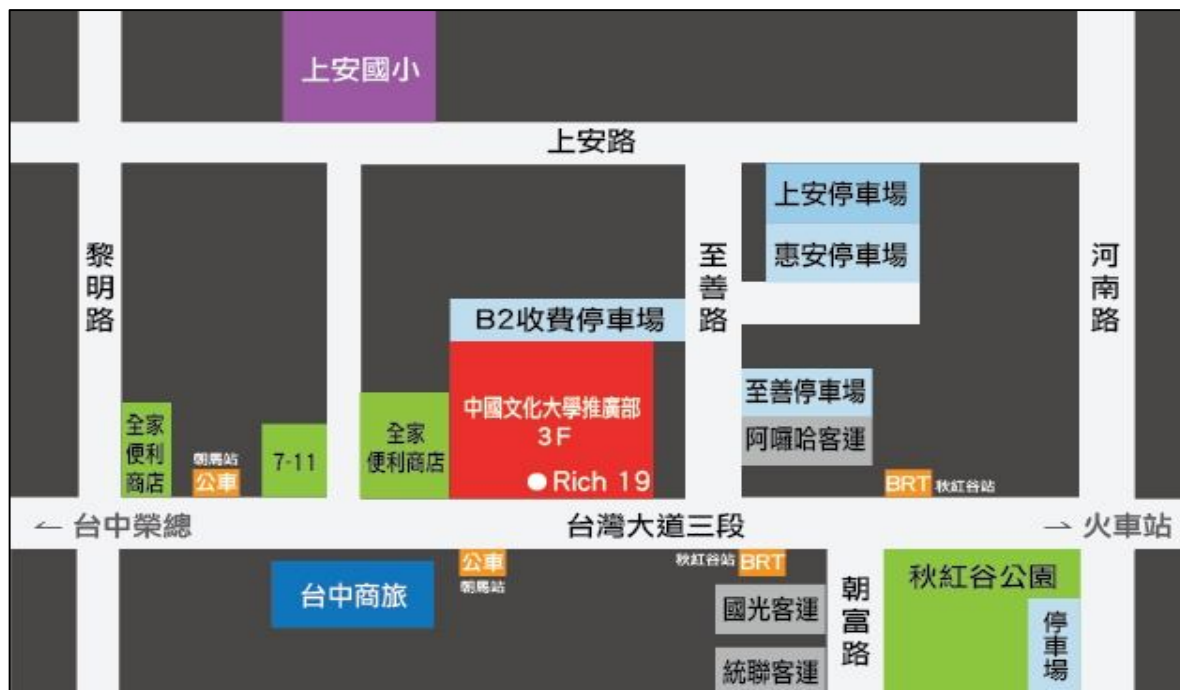 上安國小
上安路
上安停車場
惠安停車場
黎明路
至善路
河南路
B2收費停車場
中國文化大學推廣部
3F
Rich 19
至善停車場
阿囉哈客運
全家
便利
商店
朝馬站
公車
7-11
全家
便利商店
BRT 秋紅谷站
← 台中榮總
台灣大道三段
→ 火車站
公車
朝馬站
秋紅谷站 BRT
台中商旅
國光客運
統聯客運
朝富路
秋紅谷公園
停車場